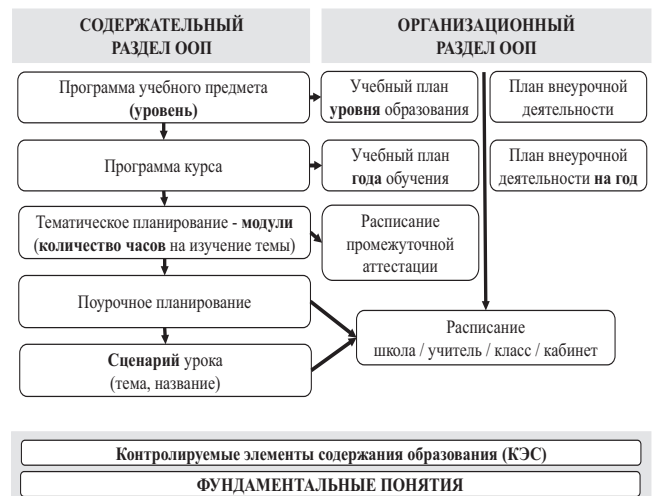 СОДЕРЖАТЕЛЬНЫЙ
РАЗДЕЛ ООП
ОРГАНИЗАЦИОННЫЙ
РАЗДЕЛ ООП
Программа учебного предмета
(уровень)
Учебный план
уровня образования
План внеурочной
деятельности
Программа курса
Учебный план
года обучения
План внеурочной
деятельности на год
Тематическое планирование - модули
(количество часов на изучение темы)
Расписание
промежуточной
аттестации
Поурочное планирование
Расписание
школа / учитель / класс / кабинет
Сценарий урока
(тема, название)
Контролируемые элементы содержания образования (КЭС)
ФУНДАМЕНТАЛЬНЫЕ ПОНЯТИЯ